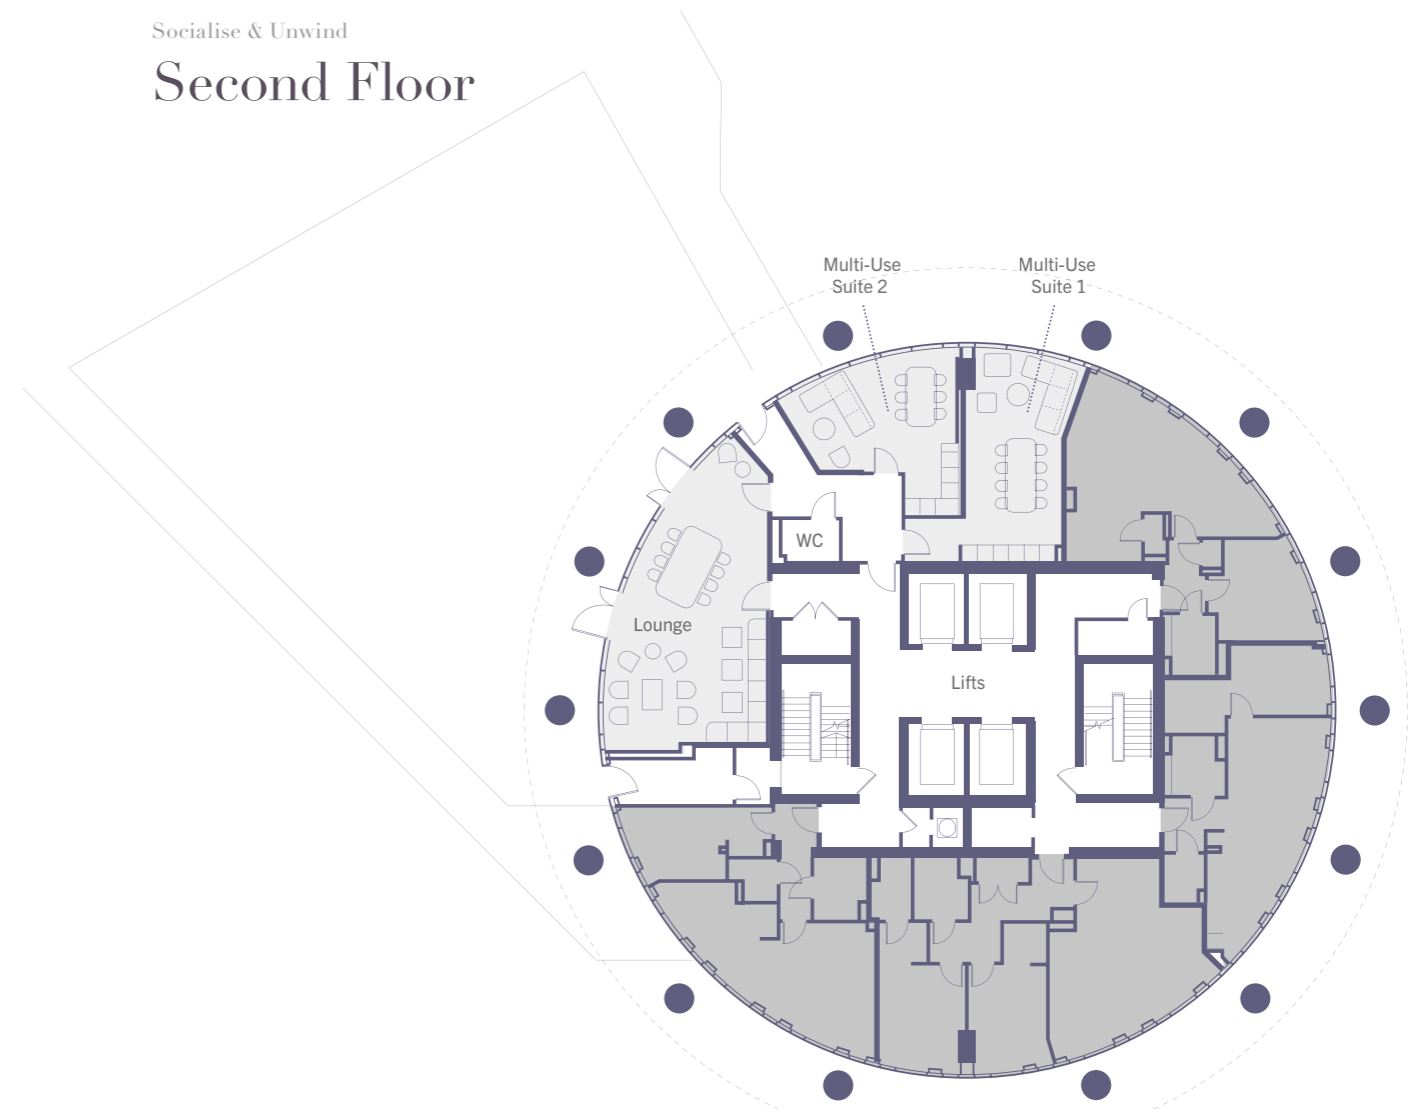 Socialise & Unwind
Second Floor
Multi-Use
Suite 2
Multi-Use
Suite 1
WC
Lounge
Lifts